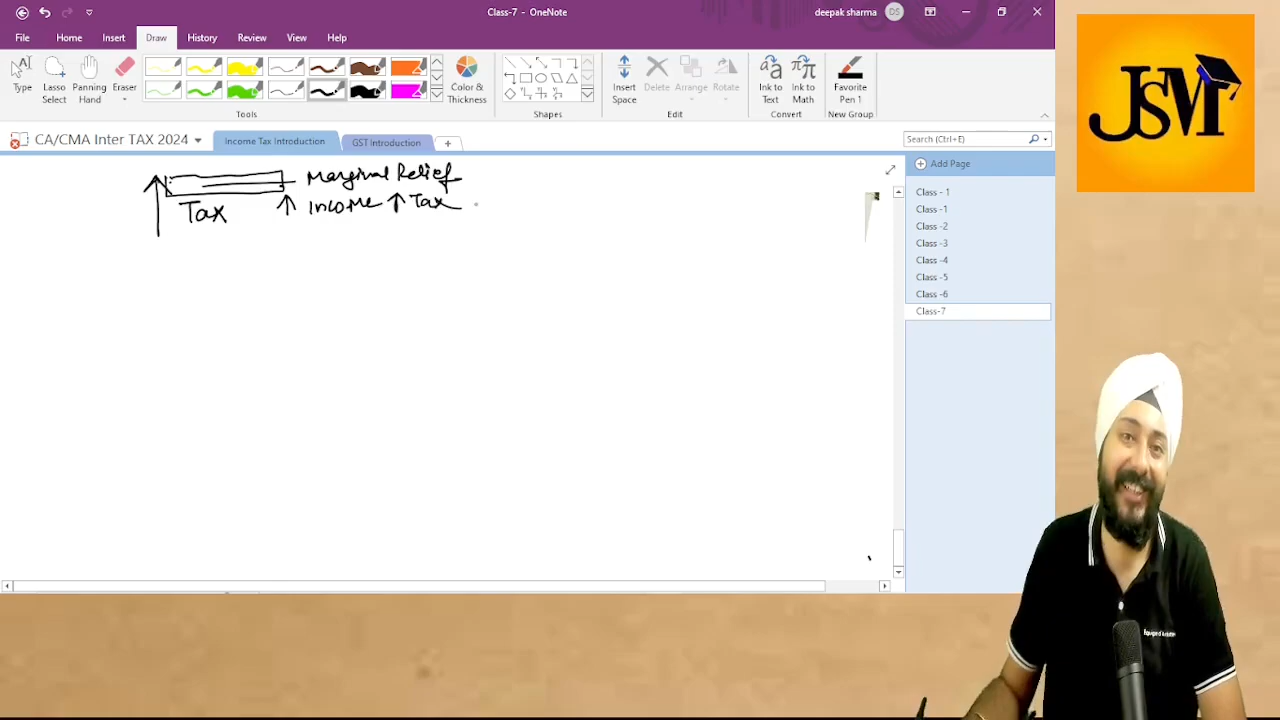 Class-7 - OneNote
deepak sharma DS
File Home Insert Draw History Review View Help
Type
Lasso Select
Panning Hand
Eraser
Color & Thickness
Insert Space
Delete
Arrange
Rotate
Ink to Text
Ink to Math
Favorite Pen 1
Tools
Shapes
Edit
Convert
New Group
CA/CMA Inter TAX 2024
Income Tax Introduction
GST Introduction
Search (Ctrl+E)
Add Page
Class - 1
Class -1
Class -2
Class -3
Class -4
Class -5
Class -6
Class-7
Marginal Relief
Tax ↑ Income ↑ Tax
JSM